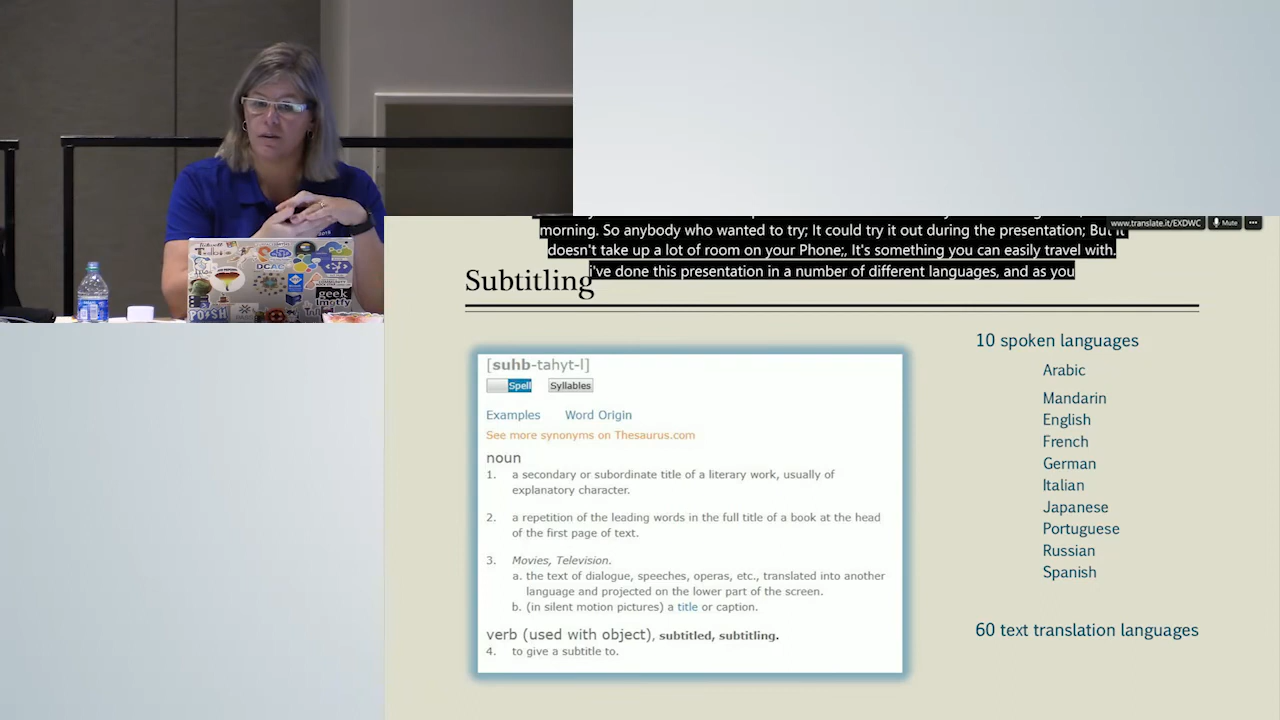 www.translate.it/EXDWC Mute
morning. So anybody who wanted to try; It could try it out during the presentation; But it
doesn't take up a lot of room on your Phone,, It's something you can easily travel with.
i've done this presentation in a number of different languages, and as you
Subtitling
[suhb-tahyt-l]
Spell Syllables
Examples Word Origin
See more synonyms on Thesaurus.com
noun
1. a secondary or subordinate title of a literary work, usually of
explanatory character.
2. a repetition of the leading words in the full title of a book at the head
of the first page of text.
3. Movies, Television.
a. the text of dialogue, speeches, operas, etc., translated into another
language and projected on the lower part of the screen.
b. (in silent motion pictures) a title or caption.
verb (used with object), subtitled, subtitling.
4. to give a subtitle to.
10 spoken languages
Arabic
Mandarin
English
French
German
Italian
Japanese
Portuguese
Russian
Spanish
60 text translation languages
DCAC
geek
lmotfy